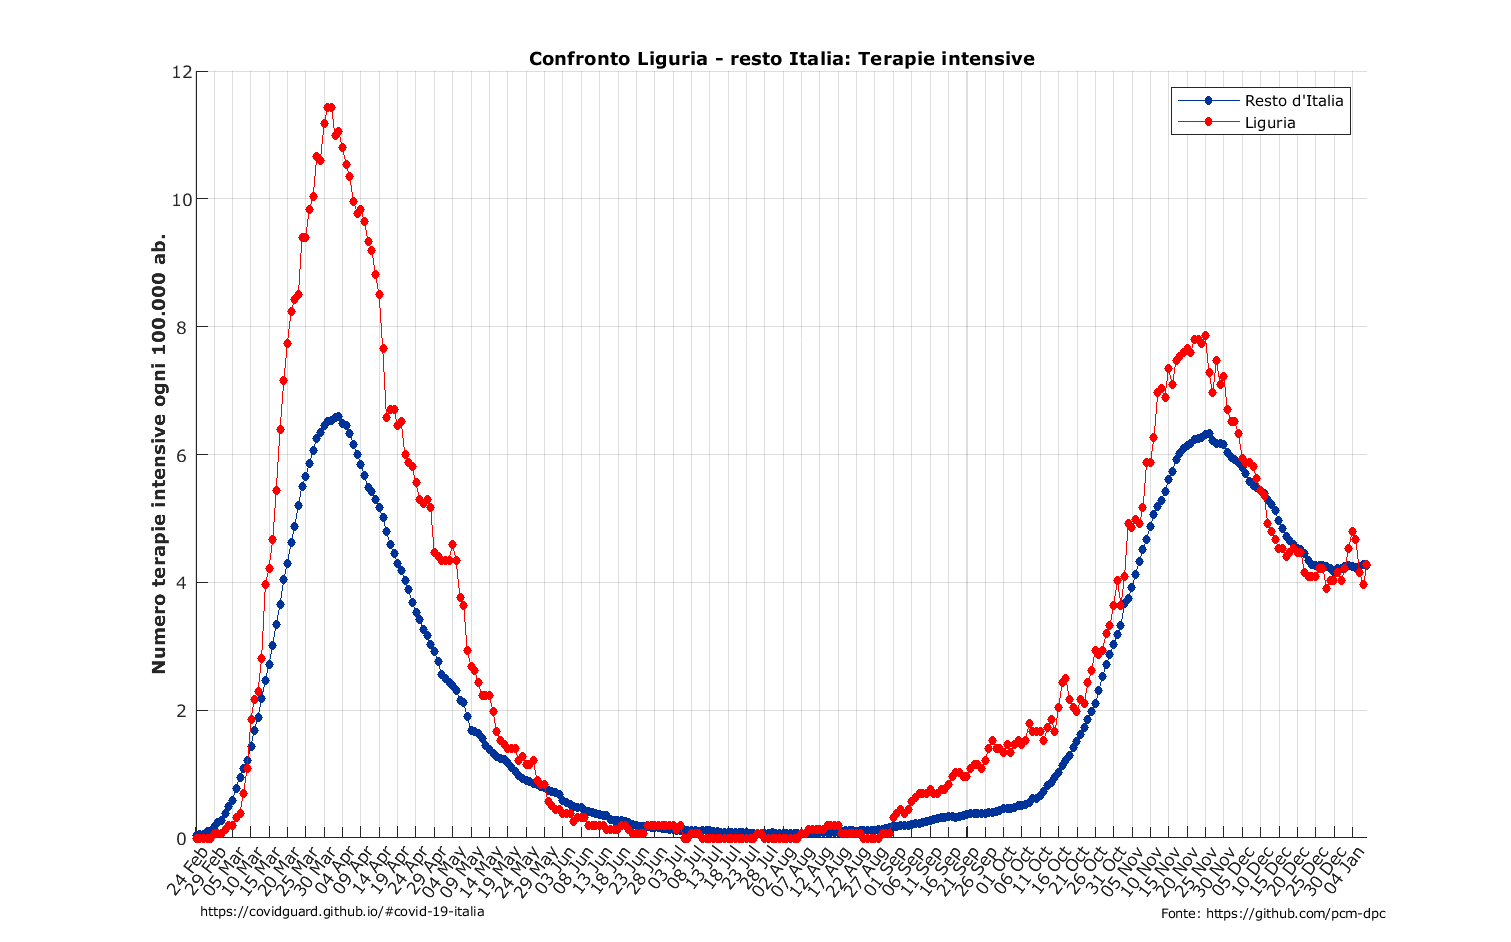 Confronto Liguria - resto Italia: Terapie intensive
Resto d'Italia
Liguria
Numero terapie intensive ogni 100.000 ab.
12
10
8
6
4
2
0
24 Feb
29 Feb
05 Mar
10 Mar
15 Mar
20 Mar
25 Mar
30 Mar
04 Apr
09 Apr
14 Apr
19 Apr
24 Apr
29 Apr
04 May
09 May
14 May
19 May
24 May
29 May
03 Jun
08 Jun
13 Jun
18 Jun
23 Jun
28 Jun
03 Jul
08 Jul
13 Jul
18 Jul
23 Jul
28 Jul
02 Aug
07 Aug
12 Aug
17 Aug
22 Aug
27 Aug
01 Sep
06 Sep
11 Sep
16 Sep
21 Sep
26 Sep
01 Oct
06 Oct
11 Oct
16 Oct
21 Oct
26 Oct
31 Oct
05 Nov
10 Nov
15 Nov
20 Nov
25 Nov
30 Nov
05 Dec
10 Dec
15 Dec
20 Dec
25 Dec
30 Dec
04 Jan
https://covidguard.github.io/#covid-19-italia
Fonte: https://github.com/pcm-dpc